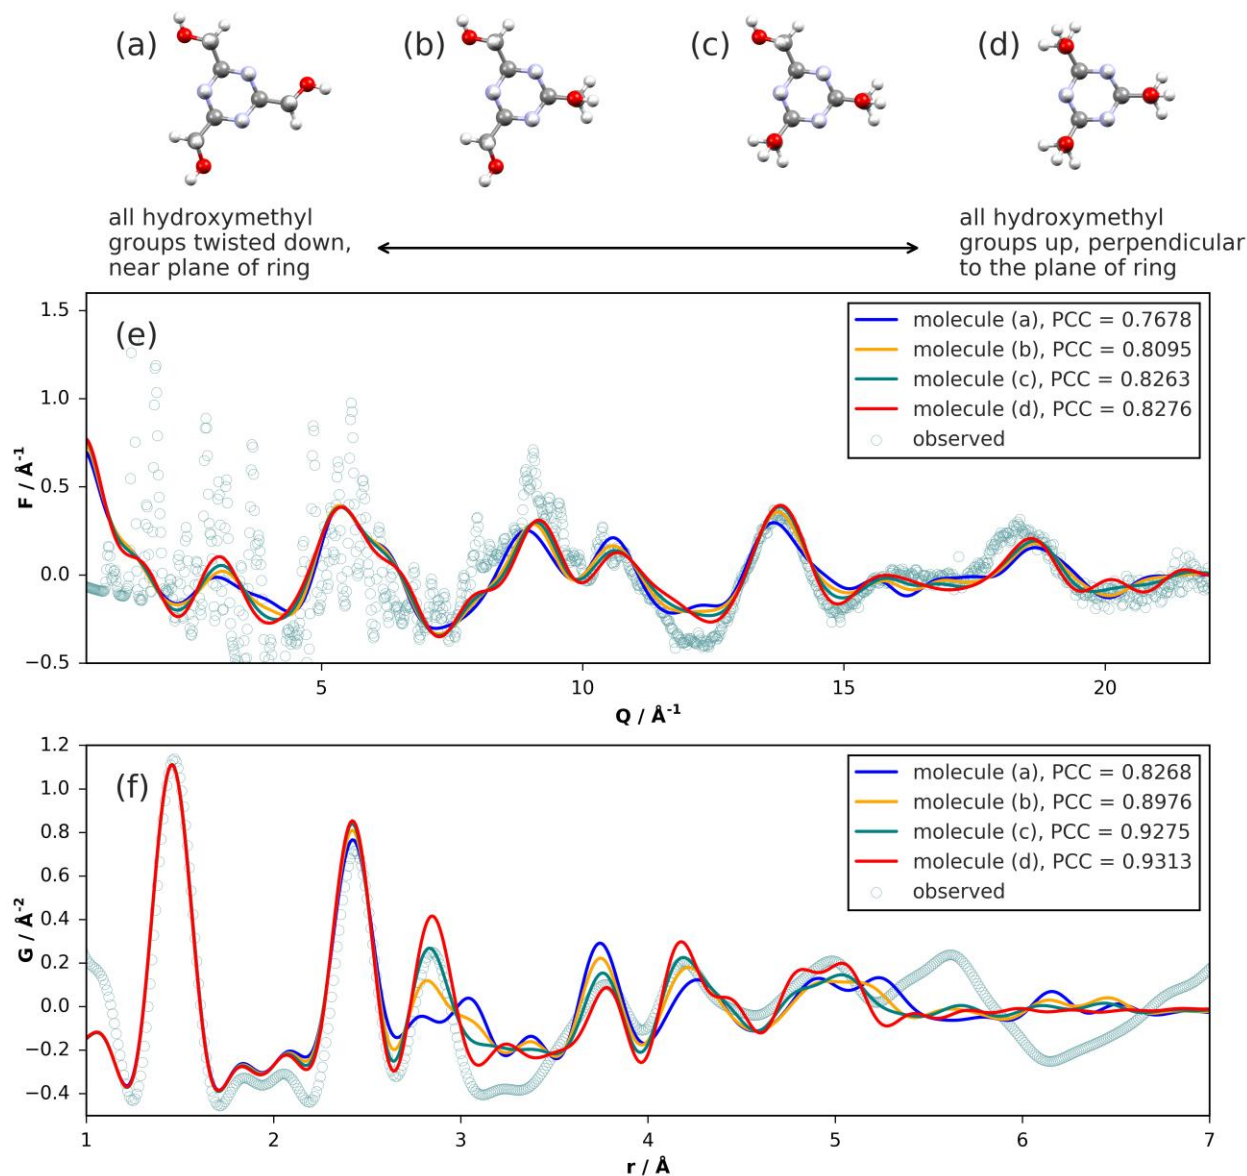 (a)
(b)
(c)
(d)
all hydroxymethyl
groups twisted down,
near plane of ring
all hydroxymethyl
groups up, perpendicular
to the plane of ring
(e)
molecule (a), PCC = 0.7678
molecule (b), PCC = 0.8095
molecule (c), PCC = 0.8263
molecule (d), PCC = 0.8276
observed
1.5
1.0
0.5
0.0
−0.5
F / Å⁻¹
5
10
15
20
Q / Å⁻¹
(f)
molecule (a), PCC = 0.8268
molecule (b), PCC = 0.8976
molecule (c), PCC = 0.9275
molecule (d), PCC = 0.9313
observed
1.2
1.0
0.8
0.6
0.4
0.2
0.0
−0.2
−0.4
G / Å⁻²
1
2
3
4
5
6
7
r / Å